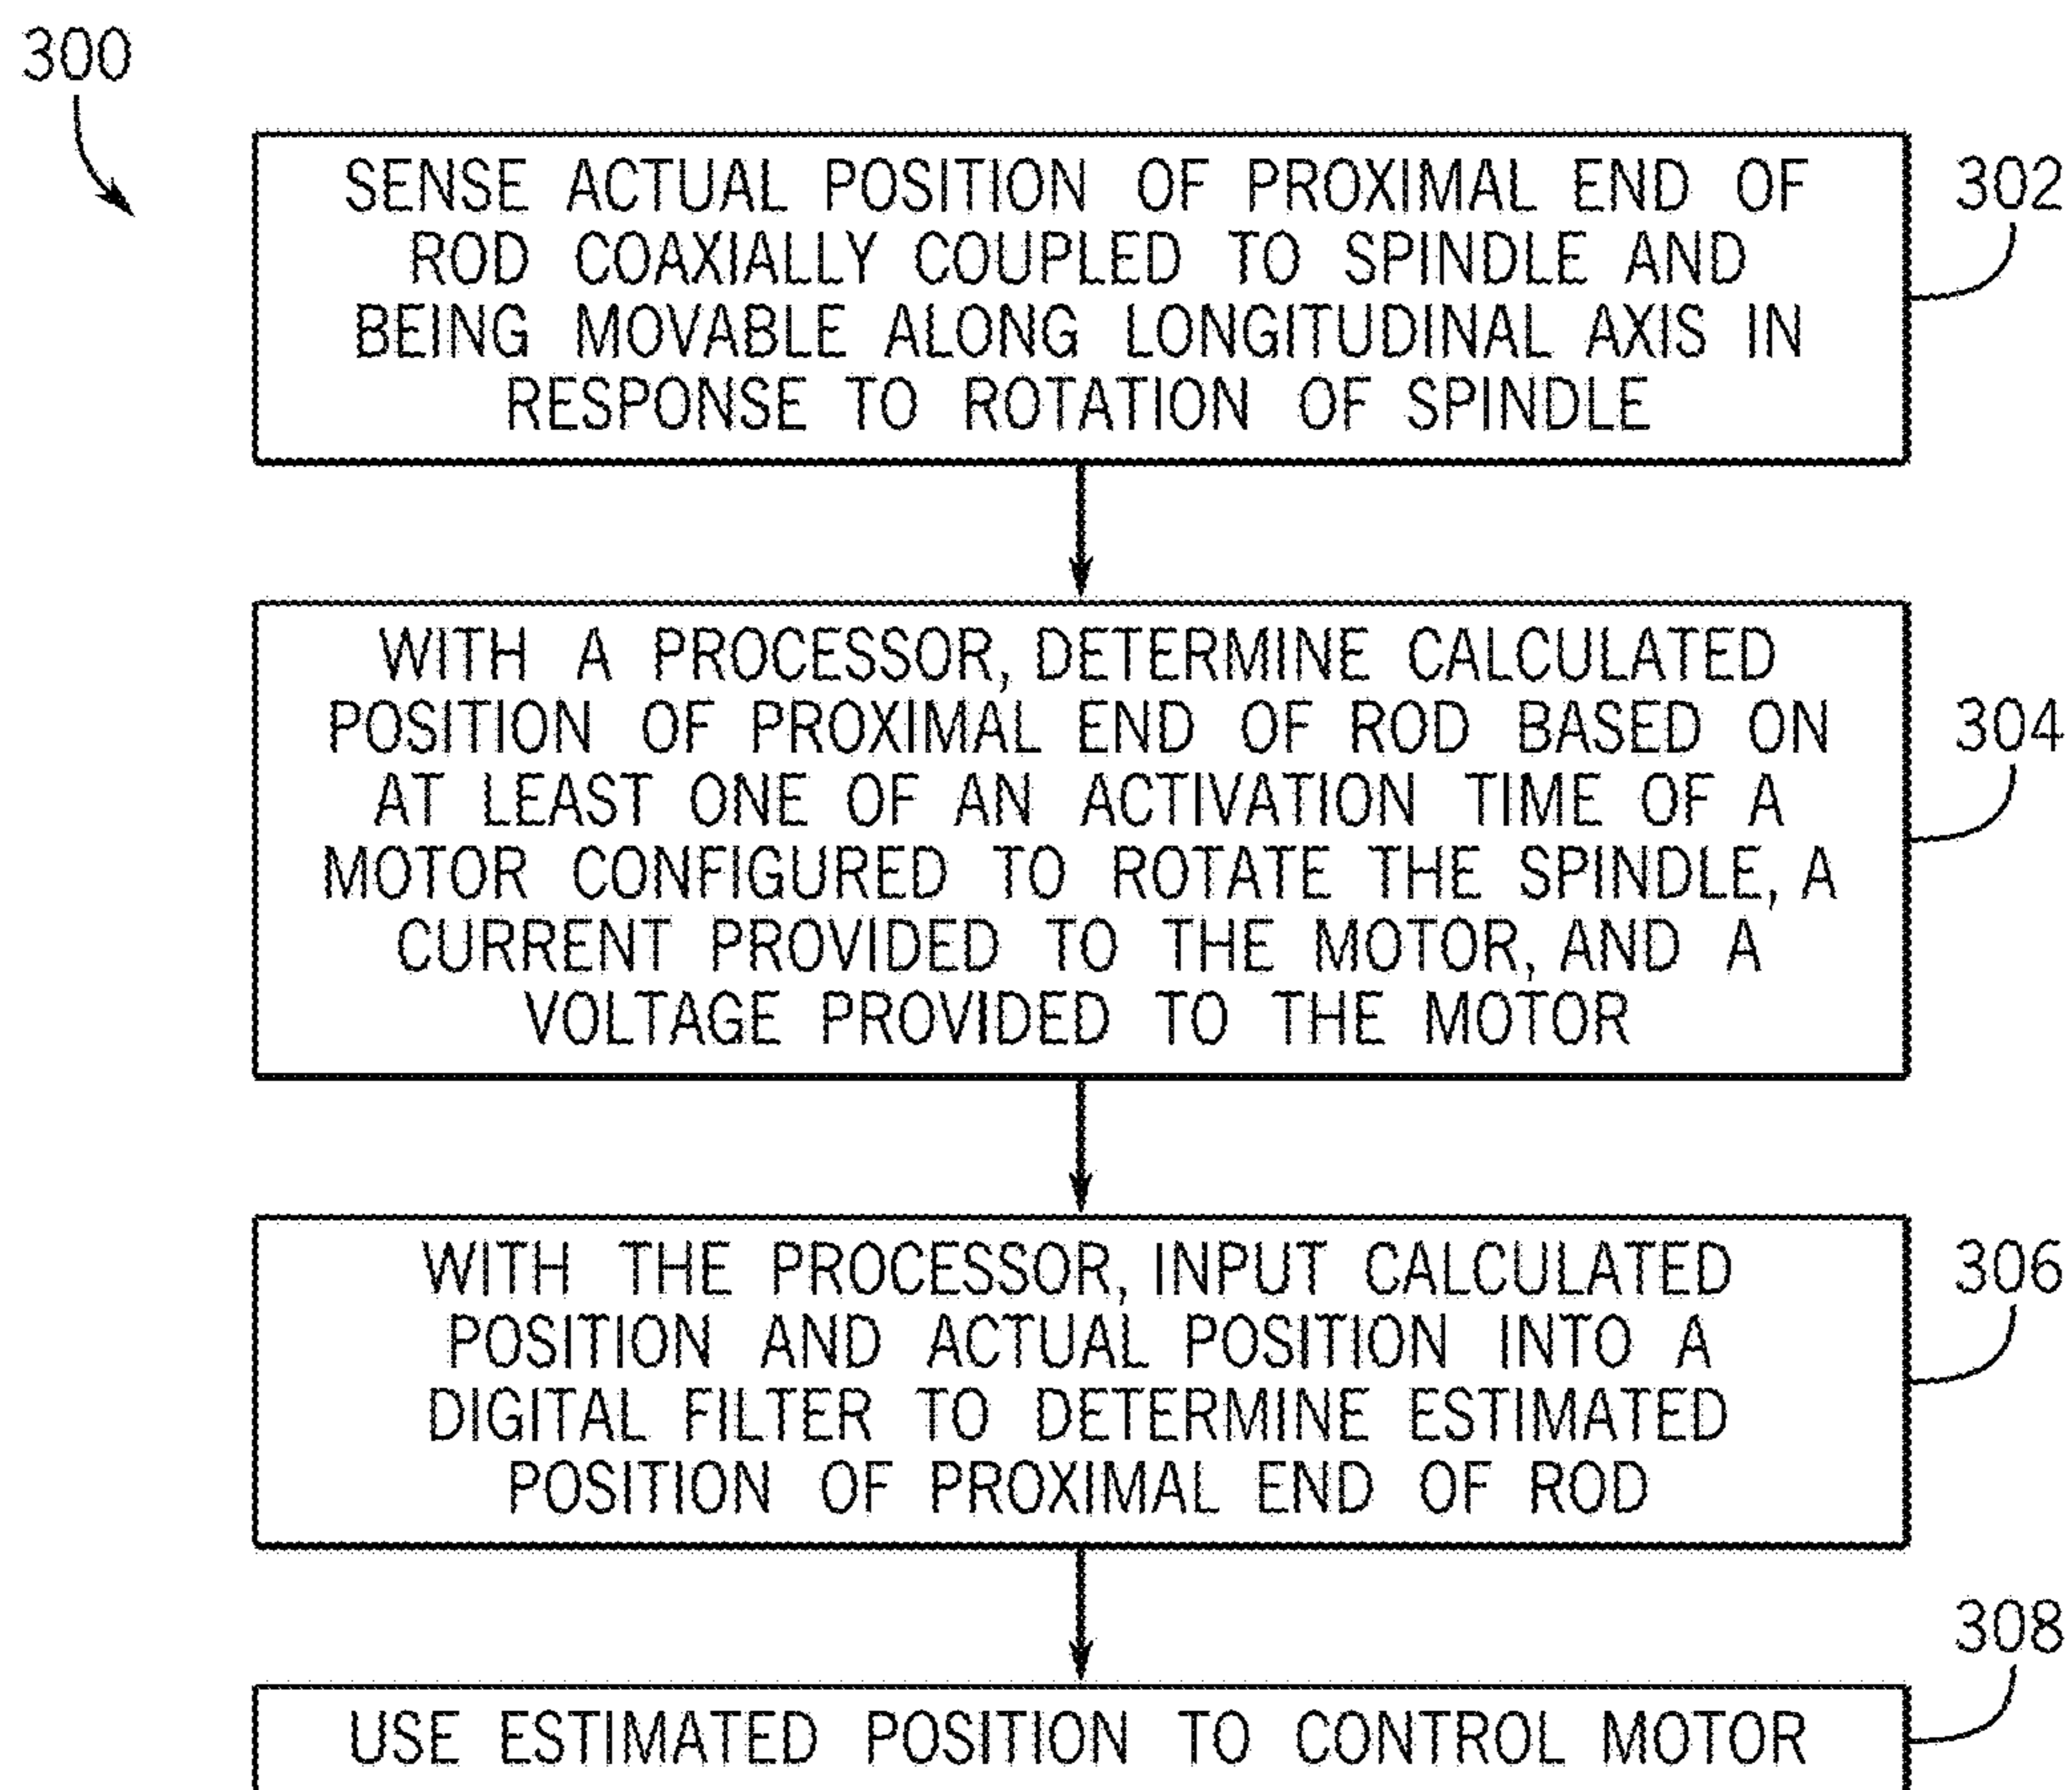 300
SENSE ACTUAL POSITION OF PROXIMAL END OF
ROD COAXIALLY COUPLED TO SPINDLE AND
BEING MOVABLE ALONG LONGITUDINAL AXIS IN
RESPONSE TO ROTATION OF SPINDLE
302
WITH A PROCESSOR, DETERMINE CALCULATED
POSITION OF PROXIMAL END OF ROD BASED ON
AT LEAST ONE OF AN ACTIVATION TIME OF A
MOTOR CONFIGURED TO ROTATE THE SPINDLE, A
CURRENT PROVIDED TO THE MOTOR, AND A
VOLTAGE PROVIDED TO THE MOTOR
304
WITH THE PROCESSOR, INPUT CALCULATED
POSITION AND ACTUAL POSITION INTO A
DIGITAL FILTER TO DETERMINE ESTIMATED
POSITION OF PROXIMAL END OF ROD
306
USE ESTIMATED POSITION TO CONTROL MOTOR
308